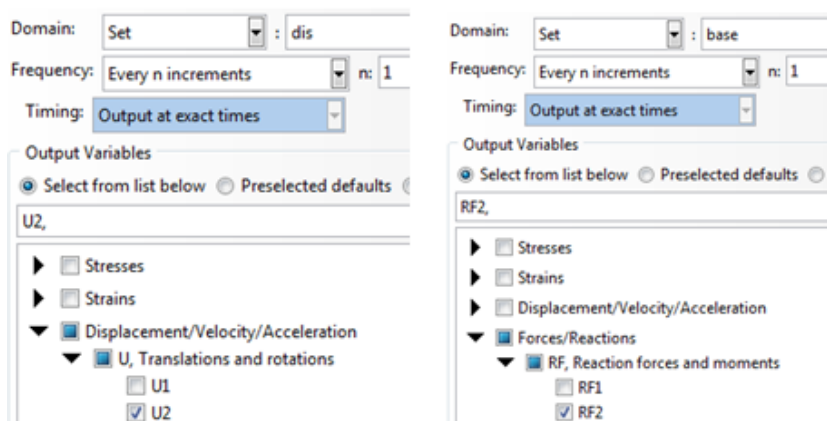 Domain: Set : dis
Frequency: Every n increments n: 1
Timing: Output at exact times
Output Variables
Select from list below Preselected defaults
U2,
Stresses
Strains
Displacement/Velocity/Acceleration
U, Translations and rotations
U1
U2
Domain: Set : base
Frequency: Every n increments n: 1
Timing: Output at exact times
Output Variables
Select from list below Preselected defaults
RF2,
Stresses
Strains
Displacement/Velocity/Acceleration
Forces/Reactions
RF, Reaction forces and moments
RF1
RF2